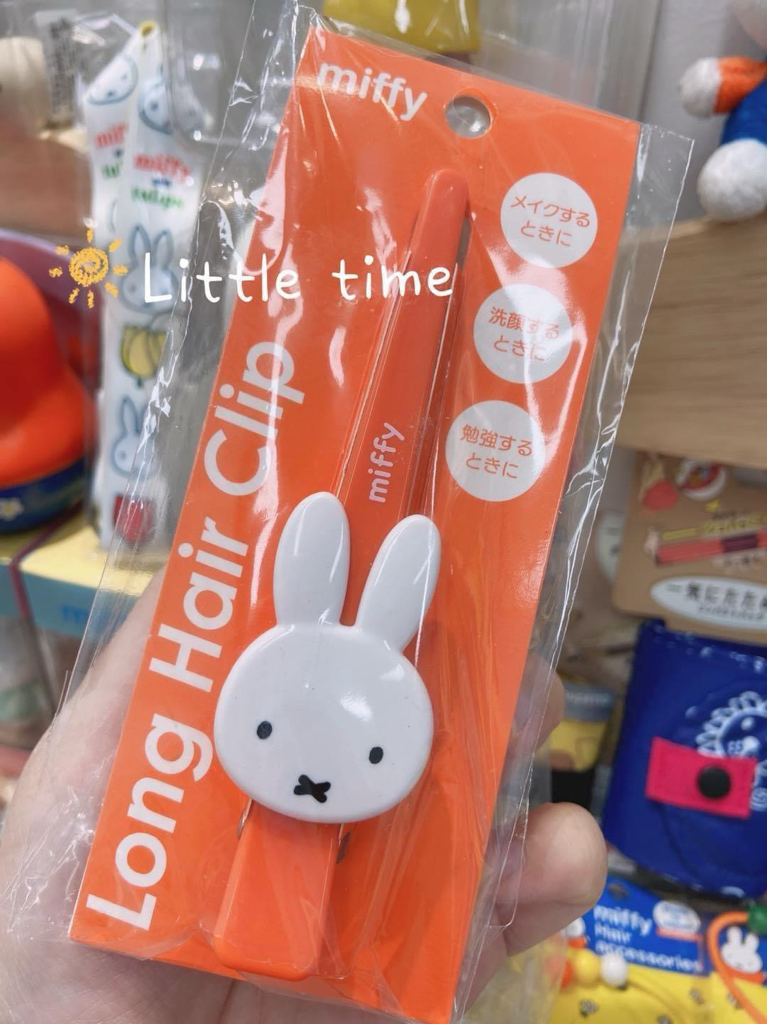 miffy
メイクする
ときに
Little time
洗顔する
ときに
勉強する
ときに
miffy
Long Hair Clip
miffy
miffy
Hair
accessories